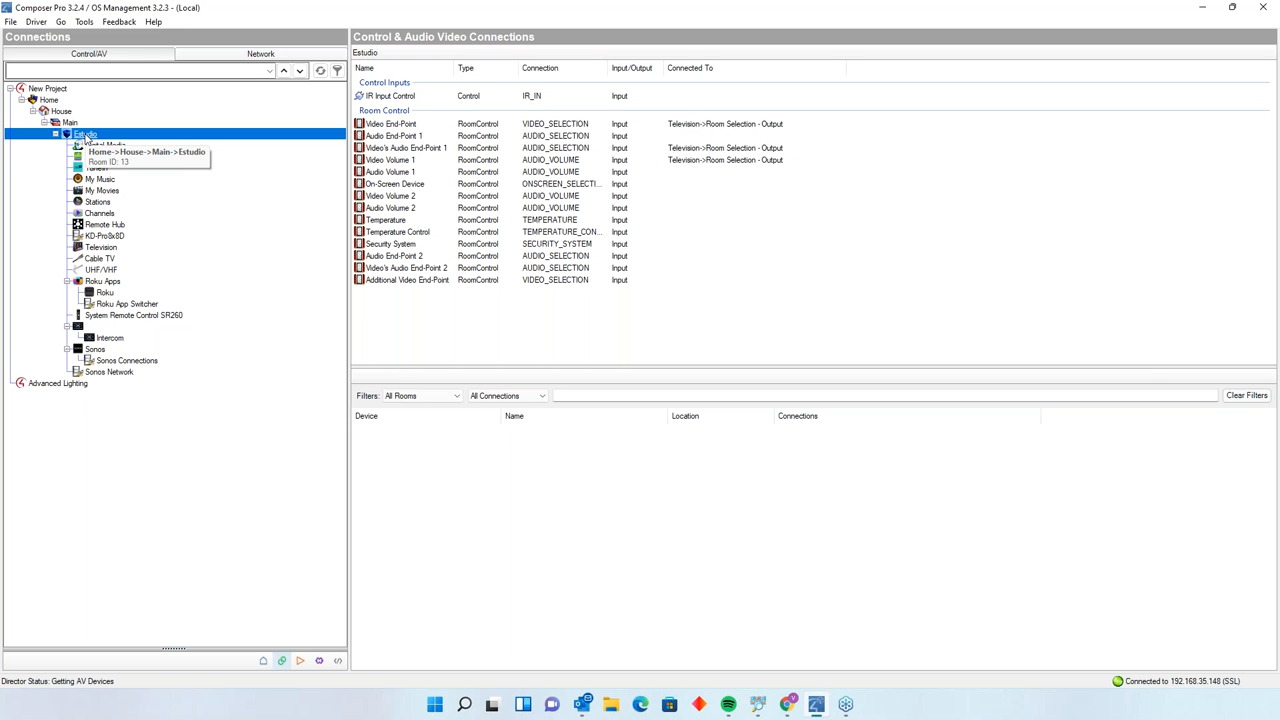 Composer Pro 3.2.4 / OS Management 3.2.3 - (Local)
File Driver Go Tools Feedback Help
Connections
Control/AV Network
New Project
Home
House
Main
Estudio
Home->House->Main->Estudio
Room ID: 13
My Music
My Movies
Stations
Channels
Remote Hub
KD-Pro8x8D
Television
Cable TV
UHF/VHF
Roku Apps
Roku
Roku App Switcher
System Remote Control SR260
Intercom
Sonos
Sonos Connections
Sonos Network
Advanced Lighting
Control & Audio Video Connections
Estudio
Name Type Connection Input/Output Connected To
Control Inputs
IR Input Control Control IR_IN Input
Room Control
Video End-Point RoomControl VIDEO_SELECTION Input Television->Room Selection - Output
Audio End-Point 1 RoomControl AUDIO_SELECTION Input
Video's Audio End-Point 1 RoomControl AUDIO_SELECTION Input Television->Room Selection - Output
Video Volume 1 RoomControl AUDIO_VOLUME Input Television->Room Selection - Output
Audio Volume 1 RoomControl AUDIO_VOLUME Input
On-Screen Device RoomControl ONSCREEN_SELECTI... Input
Video Volume 2 RoomControl AUDIO_VOLUME Input
Audio Volume 2 RoomControl AUDIO_VOLUME Input
Temperature RoomControl TEMPERATURE Input
Temperature Control RoomControl TEMPERATURE_CON... Input
Security System RoomControl SECURITY_SYSTEM Input
Audio End-Point 2 RoomControl AUDIO_SELECTION Input
Video's Audio End-Point 2 RoomControl AUDIO_SELECTION Input
Additional Video End-Point RoomControl VIDEO_SELECTION Input
Filters: All Rooms All Connections Clear Filters
Device Name Location Connections
Director Status: Getting AV Devices
Connected to 192.168.35.148 (SSL)